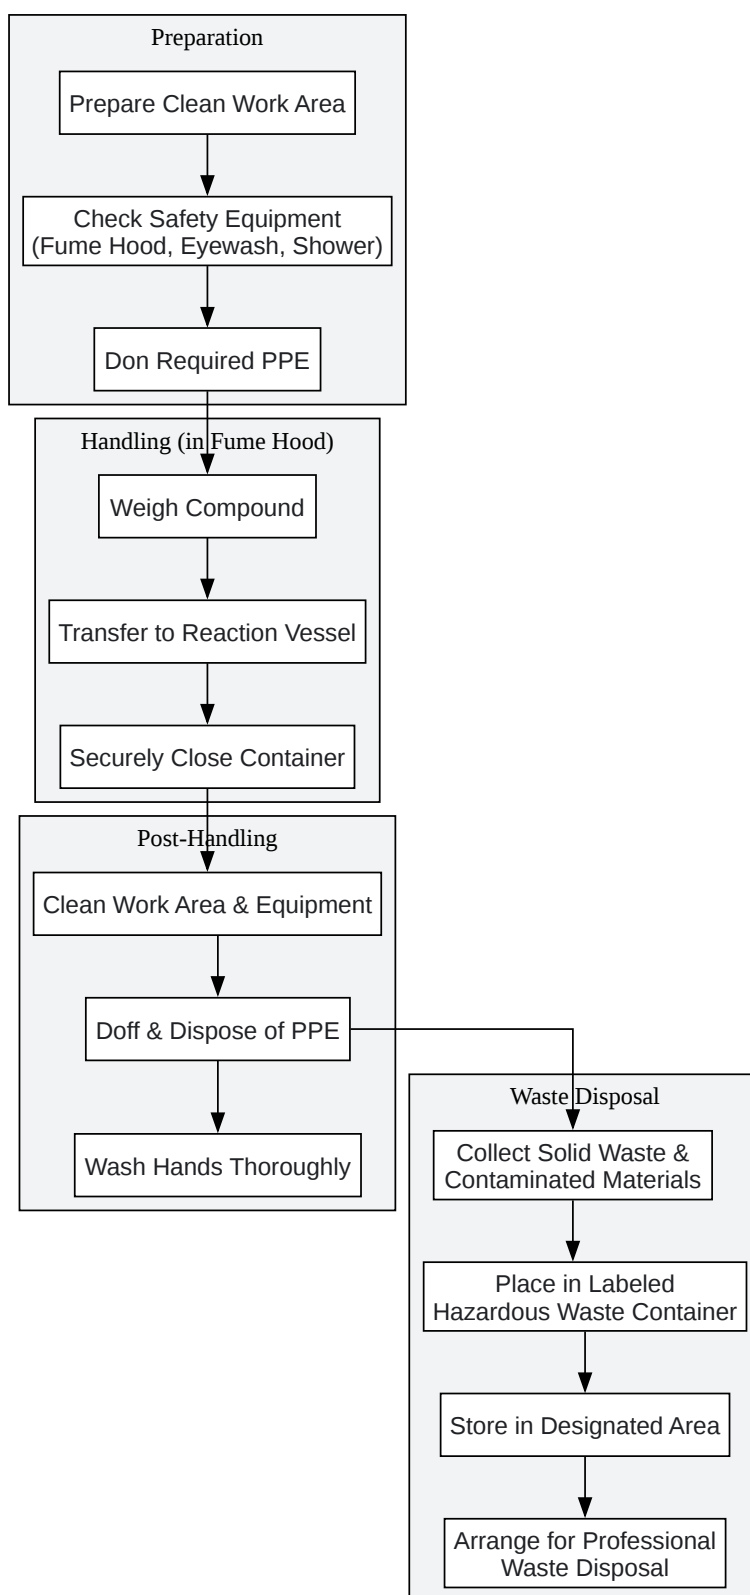 Preparation
Prepare Clean Work Area
Check Safety Equipment
(Fume Hood, Eyewash, Shower)
Don Required PPE
Handling (in Fume Hood)
Weigh Compound
Transfer to Reaction Vessel
Securely Close Container
Post-Handling
Clean Work Area & Equipment
Doff & Dispose of PPE
Wash Hands Thoroughly
Waste Disposal
Collect Solid Waste &
Contaminated Materials
Place in Labeled
Hazardous Waste Container
Store in Designated Area
Arrange for Professional
Waste Disposal